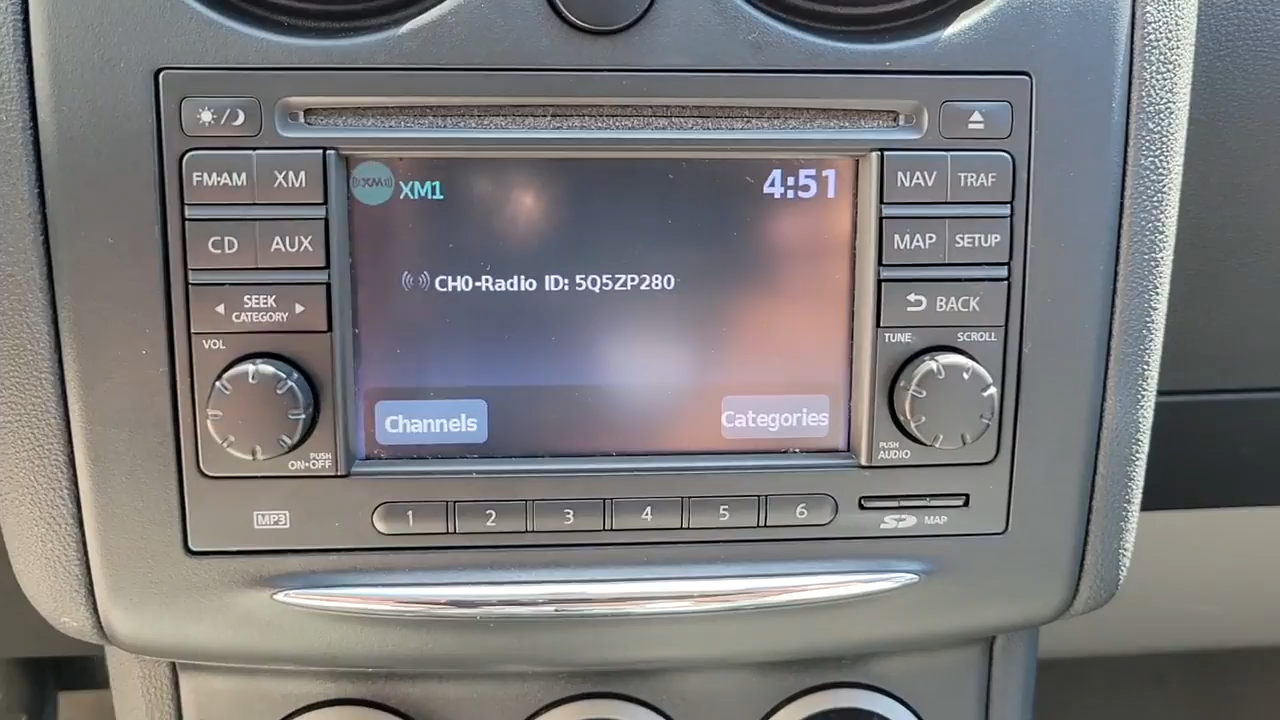 FM·AM XM
CD AUX
SEEK
CATEGORY
VOL
PUSH
ON•OFF
MP3
XM XM1
4:51
CH0-Radio ID: 5Q5ZP280
Channels
Categories
NAV TRAF
MAP SETUP
BACK
TUNE SCROLL
PUSH
AUDIO
1 2 3 4 5 6
SD MAP